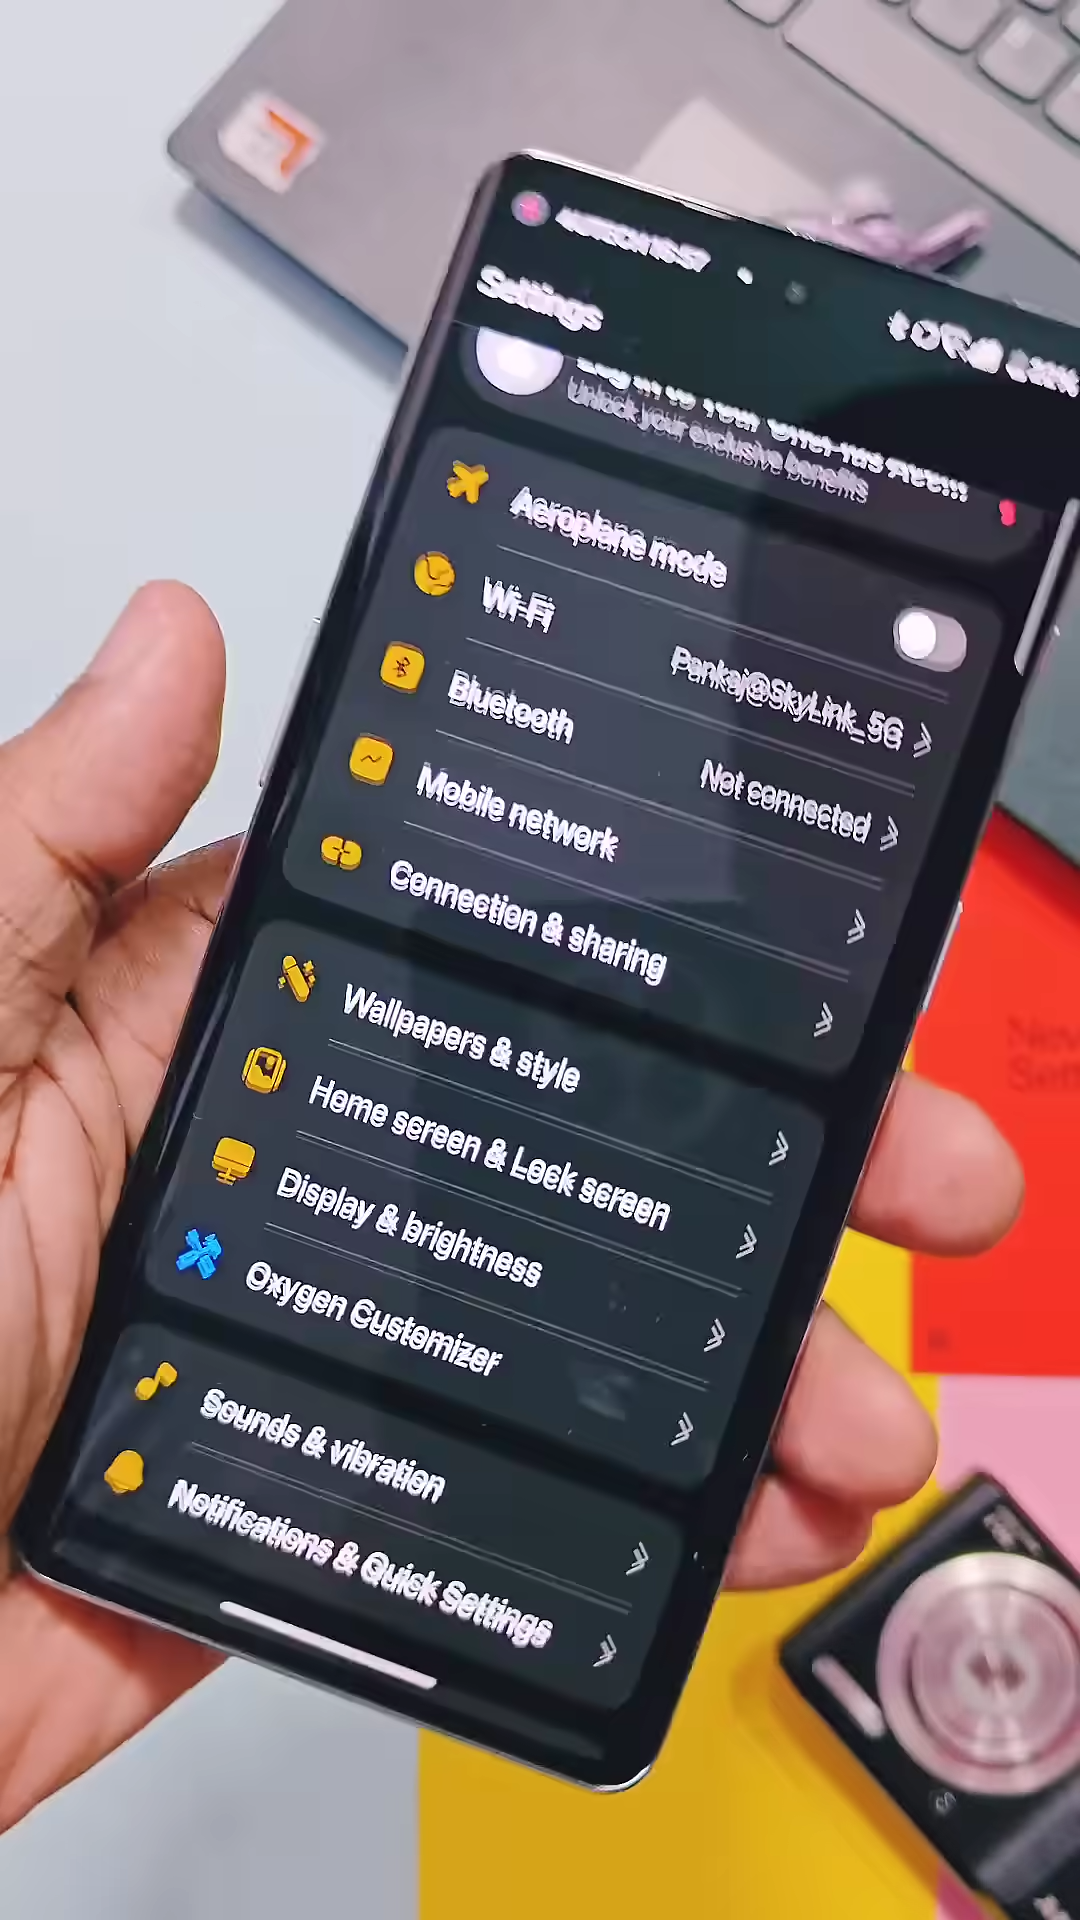 Settings
Unlock your exclusive benefits
Aeroplane mode
Wi-Fi
Pankaj@SkyLink_5G
Bluetooth
Not connected
Mobile network
Connection & sharing
Wallpapers & style
Home screen & Lock screen
Display & brightness
Oxygen Customizer
Sounds & vibration
Notifications & Quick Settings